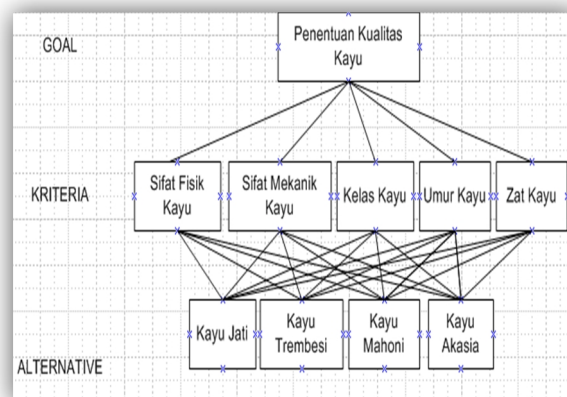 GOAL
Penentuan Kualitas
Kayu
KRITERIA
Sifat Fisik
Kayu
Sifat Mekanik
Kayu
Kelas Kayu
Umur Kayu
Zat Kayu
Kayu Jati
Kayu
Trembesi
Kayu
Mahoni
Kayu
Akasia
ALTERNATIVE